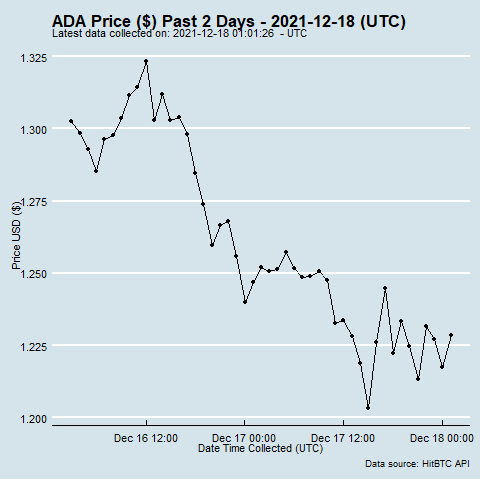 ADA Price ($) Past 2 Days - 2021-12-18 (UTC)
Latest data collected on: 2021-12-18 01:01:26  - UTC
1.325
1.300
1.275
1.250
1.225
1.200
Price USD ($)
Dec 16 12:00
Dec 17 00:00
Dec 17 12:00
Dec 18 00:00
Date Time Collected (UTC)
Data source: HitBTC API